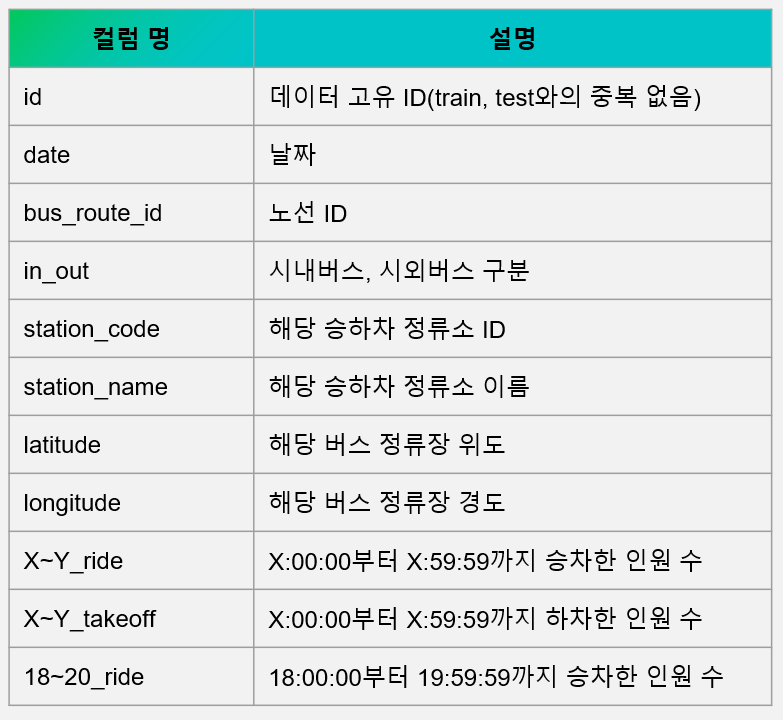 컬럼 명 설명
id 데이터 고유 ID(train, test와의 중복 없음)
date 날짜
bus_route_id 노선 ID
in_out 시내버스, 시외버스 구분
station_code 해당 승하차 정류소 ID
station_name 해당 승하차 정류소 이름
latitude 해당 버스 정류장 위도
longitude 해당 버스 정류장 경도
X~Y_ride X:00:00부터 X:59:59까지 승차한 인원 수
X~Y_takeoff X:00:00부터 X:59:59까지 하차한 인원 수
18~20_ride 18:00:00부터 19:59:59까지 승차한 인원 수